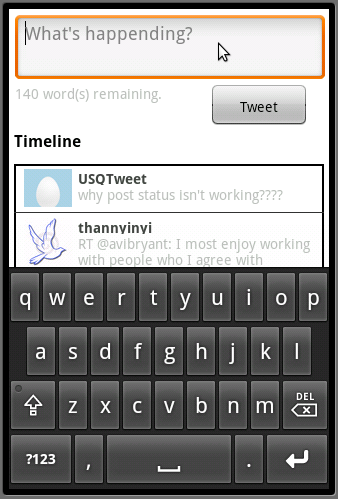 What's happending?
140 word(s) remaining.
Tweet
Timeline
USQTweet
why post status isn't working????
thannyinyi
RT @avibryant: I most enjoy working
with people who I agree with
q w e r t y u i o p
a s d f g h j k l
z x c v b n m DEL
?123 , .